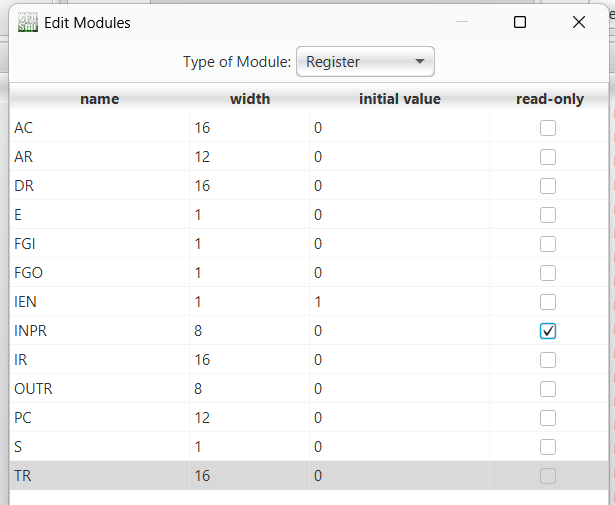 Edit Modules
Type of Module: Register
name width initial value read-only
AC 16 0
AR 12 0
DR 16 0
E 1 0
FGI 1 0
FGO 1 0
IEN 1 1
INPR 8 0
IR 16 0
OUTR 8 0
PC 12 0
S 1 0
TR 16 0